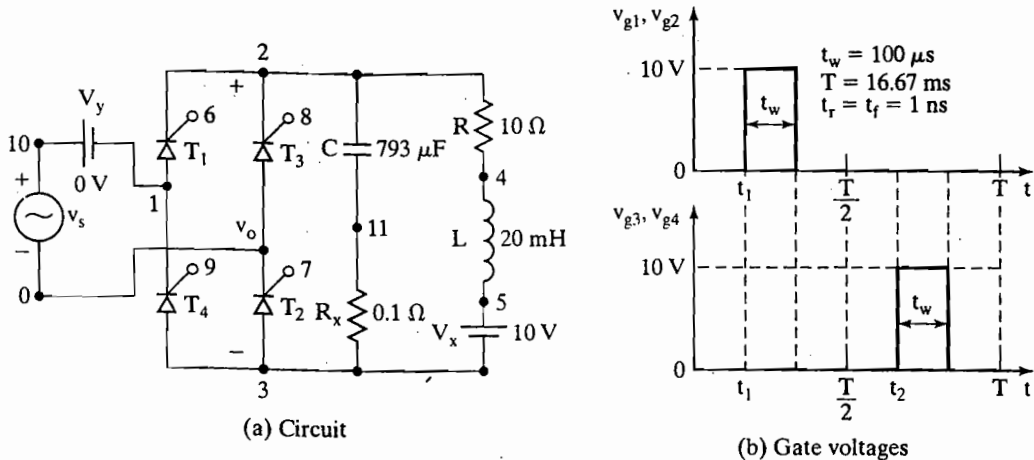 2
+
6
8
V_y
T_1
T_3
C
793 μF
R
10 Ω
10
+
0 V
1
4
v_s
v_o
11
L
20 mH
9
7
−
0
T_4
T_2
R_x
0.1 Ω
5
V_x
10 V
−
3
(a) Circuit
v_g1, v_g2
10 V
t_w
t_w = 100 μs
T = 16.67 ms
t_r = t_f = 1 ns
0
t_1
T/2
T
t
v_g3, v_g4
10 V
t_w
0
t_1
T/2
t_2
T
t
(b) Gate voltages